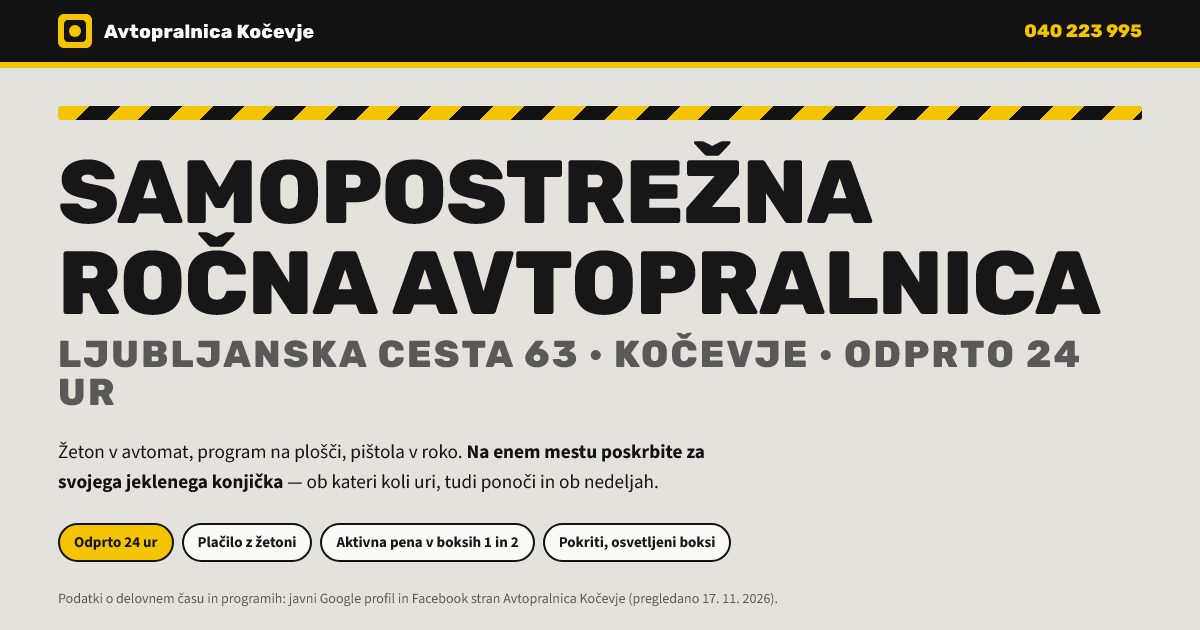 Avtopralnica Kočevje
040 223 995
SAMOPOSTREŽNA
ROČNA AVTOPRALNICA
LJUBLJANSKA CESTA 63 • KOČEVJE • ODPRTO 24
UR
Žeton v avtomat, program na plošči, pištola v roko. Na enem mestu poskrbite za
svojega jeklenega konjička — ob kateri koli uri, tudi ponoči in ob nedeljah.
Odprto 24 ur
Plačilo z žetoni
Aktivna pena v boksih 1 in 2
Pokriti, osvetljeni boksi
Podatki o delovnem času in programih: javni Google profil in Facebook stran Avtopralnica Kočevje (pregledano 17. 11. 2026).